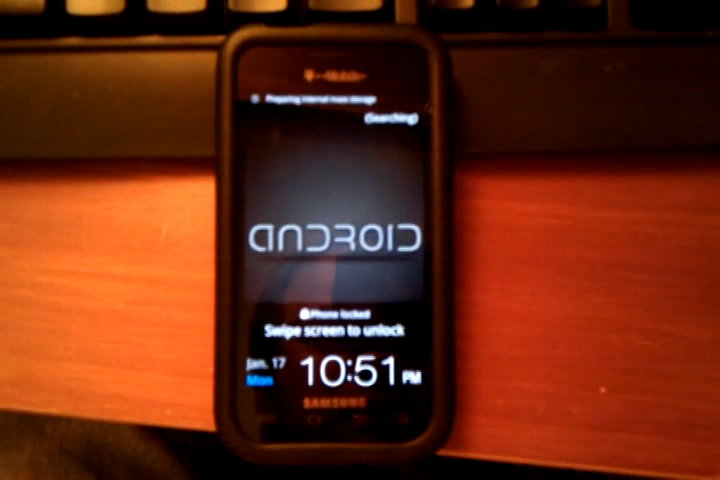 T-Mobile
Preparing internal mass storage
(Searching)
ANDROID
Phone locked
Swipe screen to unlock
Jan. 17
Mon
10:51 PM
SAMSUNG